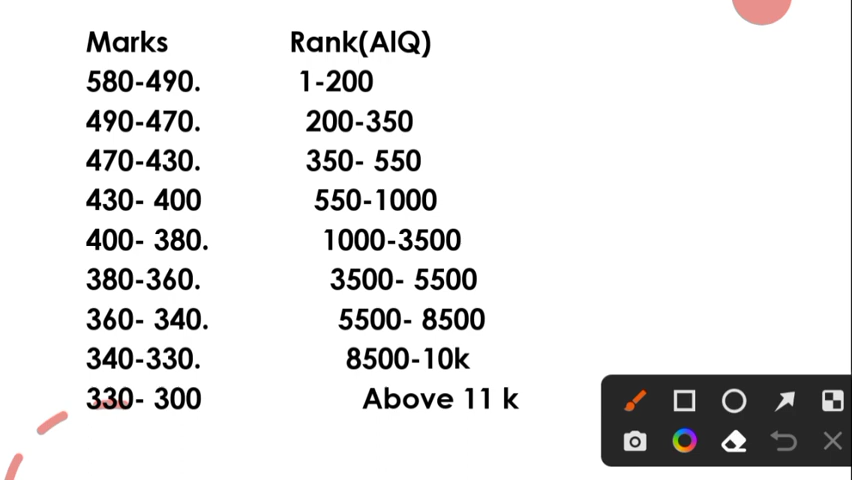 Marks Rank(AIQ)
580-490. 1-200
490-470. 200-350
470-430. 350- 550
430- 400 550-1000
400- 380. 1000-3500
380-360. 3500- 5500
360- 340. 5500- 8500
340-330. 8500-10k
330- 300 Above 11 k